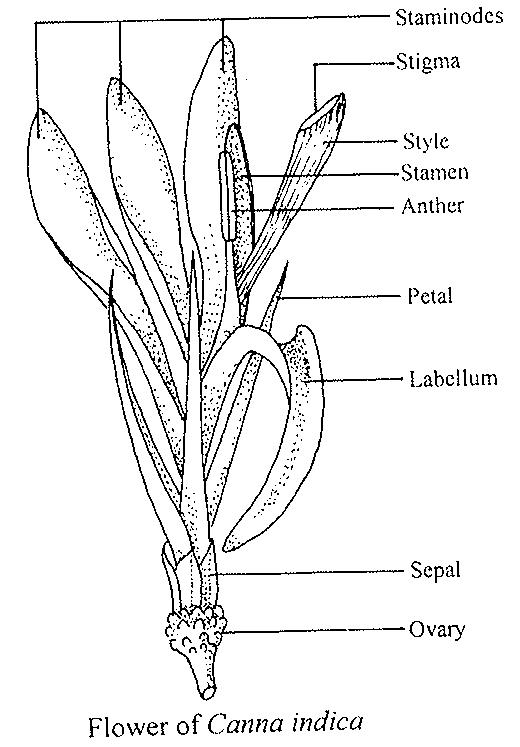 Staminodes
Stigma
Style
Stamen
Anther
Petal
Labellum
Sepal
Ovary
Flower of Canna indica